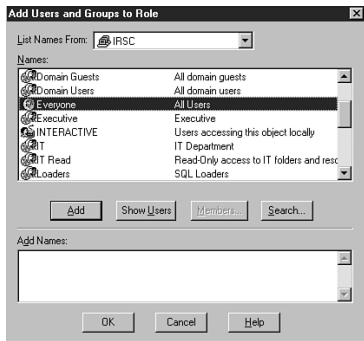 Add Users and Groups to Role
List Names From: IRSC
Names:
Domain Guests All domain guests
Domain Users All domain users
Everyone All Users
Executive Executive
INTERACTIVE Users accessing this object locally
IT IT Department
IT Read Read-Only access to IT folders and resc
Loaders SQL Loaders
Add Show Users Members... Search...
Add Names:
OK Cancel Help